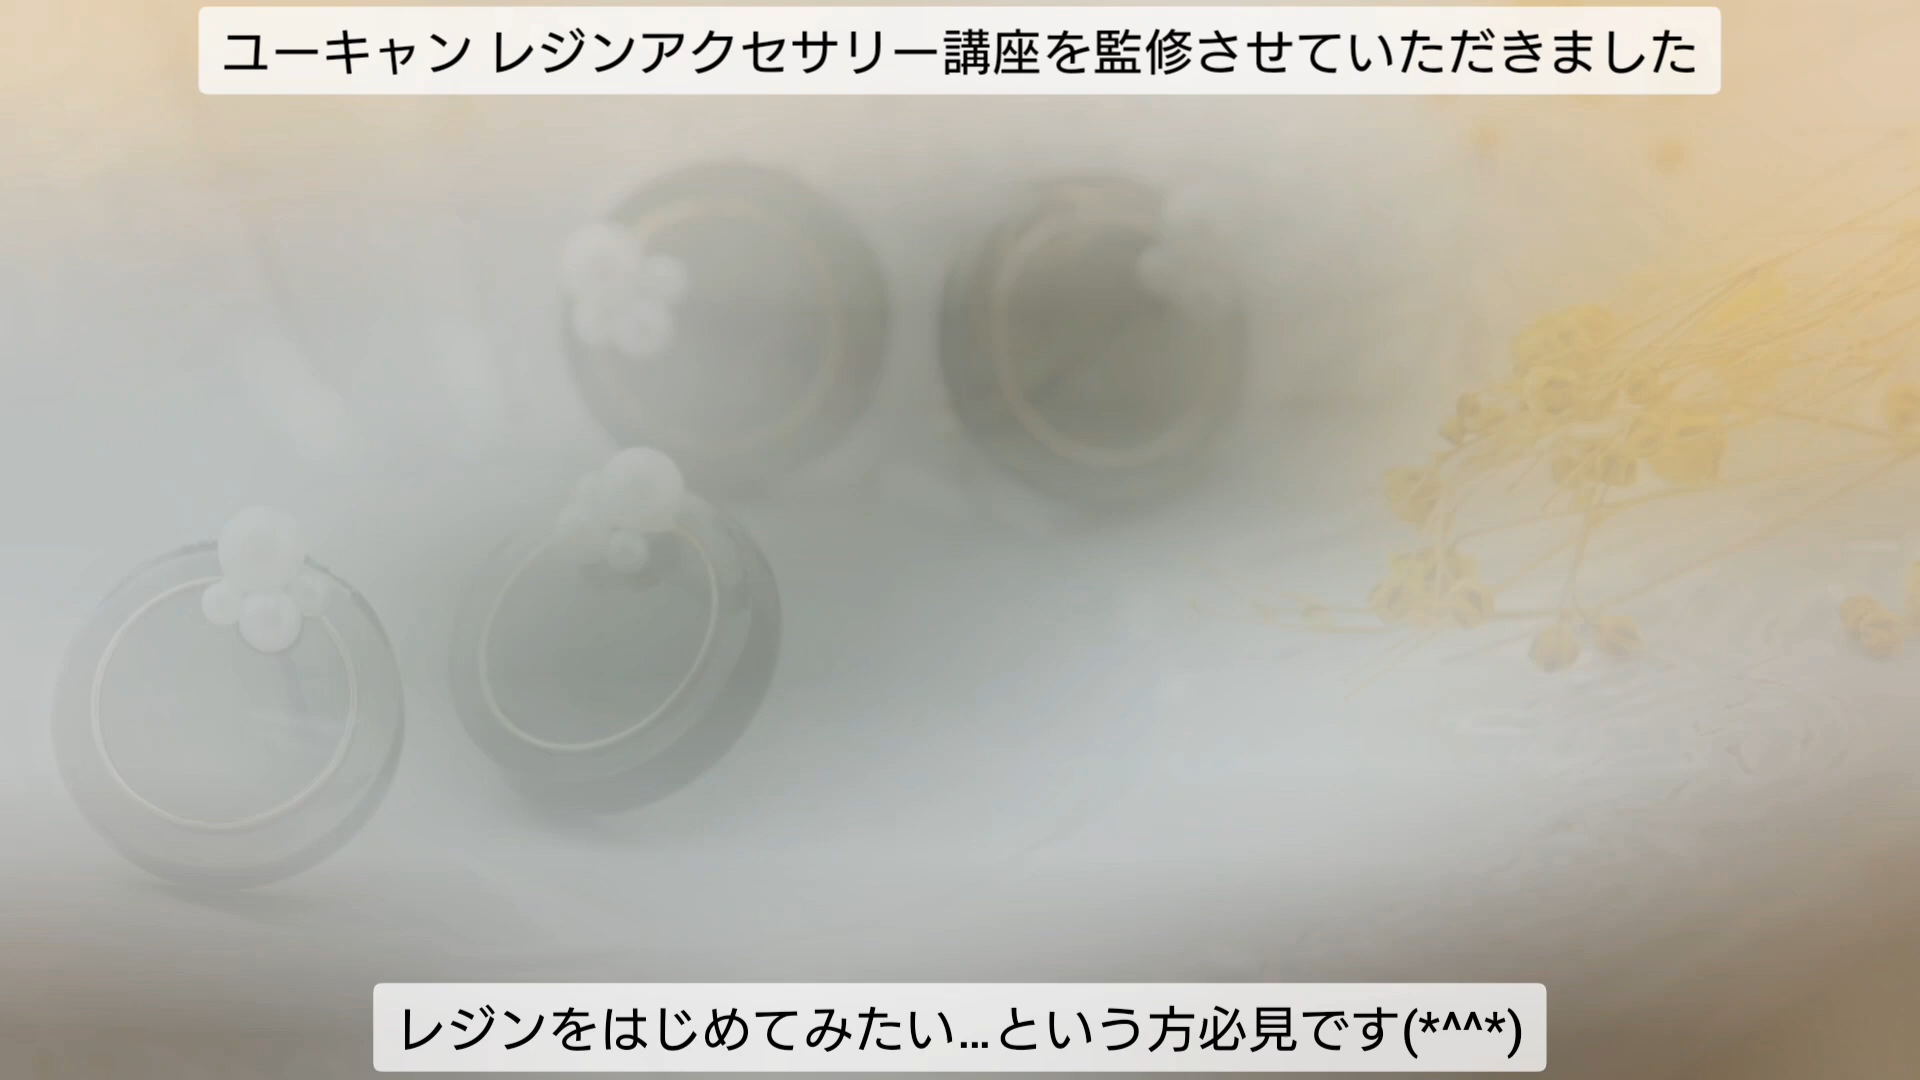 ユーキャン レジンアクセサリー講座を監修させていただきました
レジンをはじめてみたい...という方必見です(*^^*)